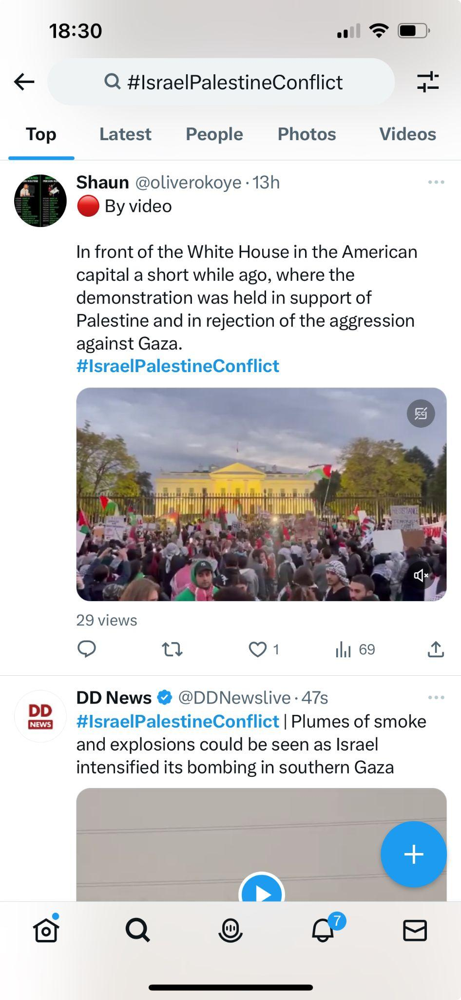 18:30
#IsraelPalestineConflict
Top Latest People Photos Videos
Shaun @oliverokoye · 13h
🔴 By video
In front of the White House in the American
capital a short while ago, where the
demonstration was held in support of
Palestine and in rejection of the aggression
against Gaza.
#IsraelPalestineConflict
CC
RESISTANCE
TERRORISM
29 views
1 69
DD News @DDNewslive · 47s
DD
NEWS
#IsraelPalestineConflict | Plumes of smoke
and explosions could be seen as Israel
intensified its bombing in southern Gaza
7